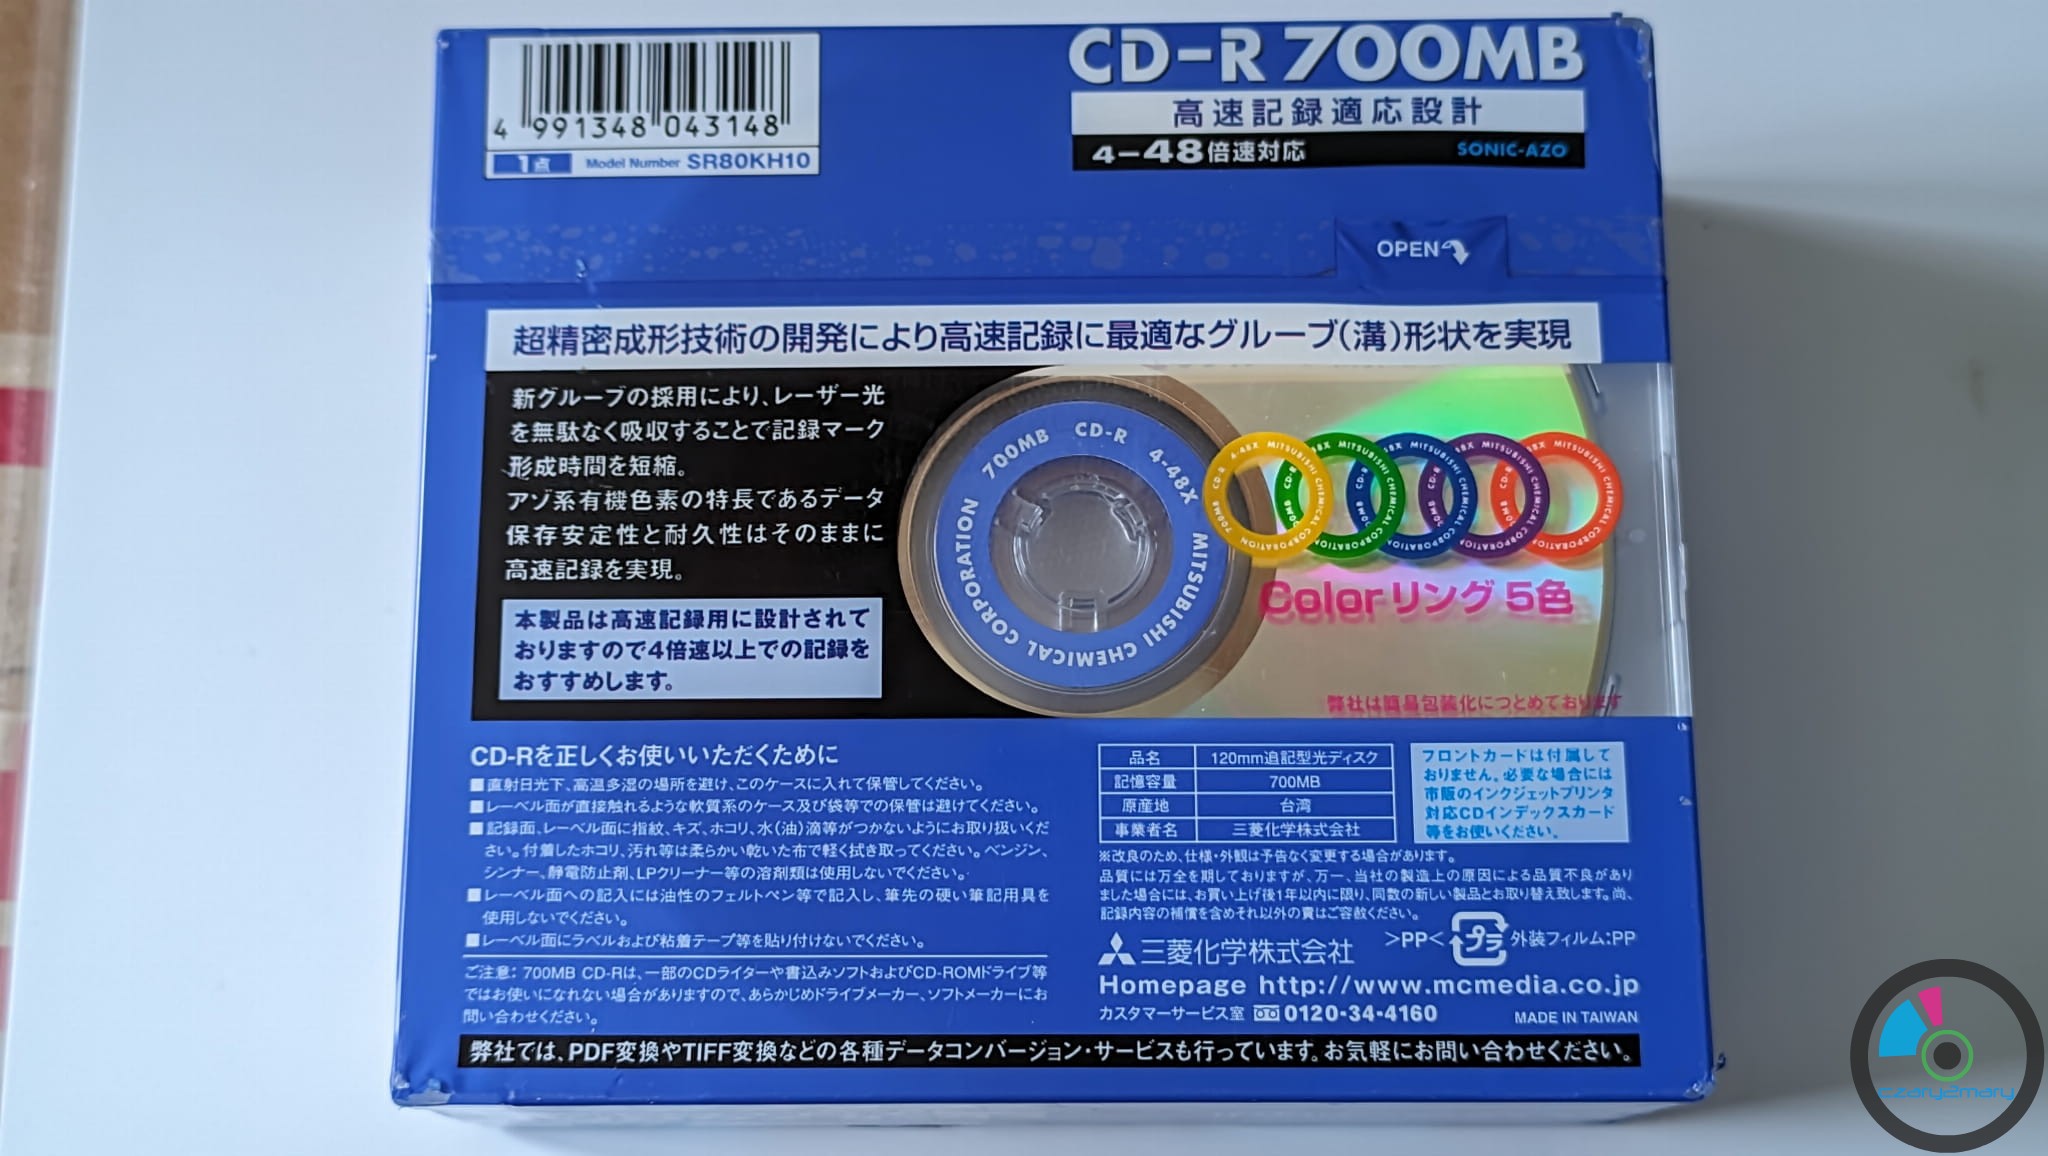 4 991348 043148
1点 Model Number SR80KH10
CD-R 700MB
高速記録適応設計
4-48倍速対応 SONIC-AZO
OPEN
超精密成形技術の開発により高速記録に最適なグルーブ(溝)形状を実現
新グルーブの採用により、レーザー光
を無駄なく吸収することで記録マーク
形成時間を短縮。
アゾ系有機色素の特長であるデータ
保存安定性と耐久性はそのままに
高速記録を実現。
本製品は高速記録用に設計されて
おりますので4倍速以上での記録を
おすすめします。
700MB CD-R 4-48X MITSUBISHI CHEMICAL CORPORATION
700MB CD-R 4-48X MITSUBISHI CHEMICAL CORPORATION
Colorリング5色
弊社は簡易包装化につとめております
CD-Rを正しくお使いいただくために
■直射日光下、高温多湿の場所を避け、このケースに入れて保管してください。
■レーベル面が直接触れるような軟質系のケース及び袋等での保管は避けてください。
■記録面、レーベル面に指紋、キズ、ホコリ、水(油)滴等がつかないようにお取り扱いくだ
さい。付着したホコリ、汚れ等は柔らかい乾いた布で軽く拭き取ってください。ベンジン、
シンナー、静電防止剤、LPクリーナー等の溶剤類は使用しないでください。
■レーベル面への記入には油性のフェルトペン等で記入し、筆先の硬い筆記用具を
使用しないでください。
■レーベル面にラベルおよび粘着テープ等を貼り付けないでください。
ご注意: 700MB CD-Rは、一部のCDライターや書込みソフトおよびCD-ROMドライブ等
ではお使いになれない場合がありますので、あらかじめドライブメーカー、ソフトメーカーにお
問い合わせください。
品名 120mm追記型光ディスク
記憶容量 700MB
原産地 台湾
事業者名 三菱化学株式会社
フロントカードは付属して
おりません。必要な場合には
市販のインクジェットプリンタ
対応CDインデックスカード
等をお使いください。
※改良のため、仕様・外観は予告なく変更する場合があります。
品質には万全を期しておりますが、万一、当社の製造上の原因による品質不良があり
ました場合には、お買い上げ後1年以内に限り、同数の新しい製品とお取り替え致します。尚、
記録内容の補償を含めそれ以外の責はご容赦ください。
三菱化学株式会社 >PP< プラ 外装フィルム:PP
Homepage http://www.mcmedia.co.jp
カスタマーサービス室 0120-34-4160 MADE IN TAIWAN
弊社では、PDF変換やTIFF変換などの各種データコンバージョン・サービスも行っています。お気軽にお問い合わせください。
czary2mary